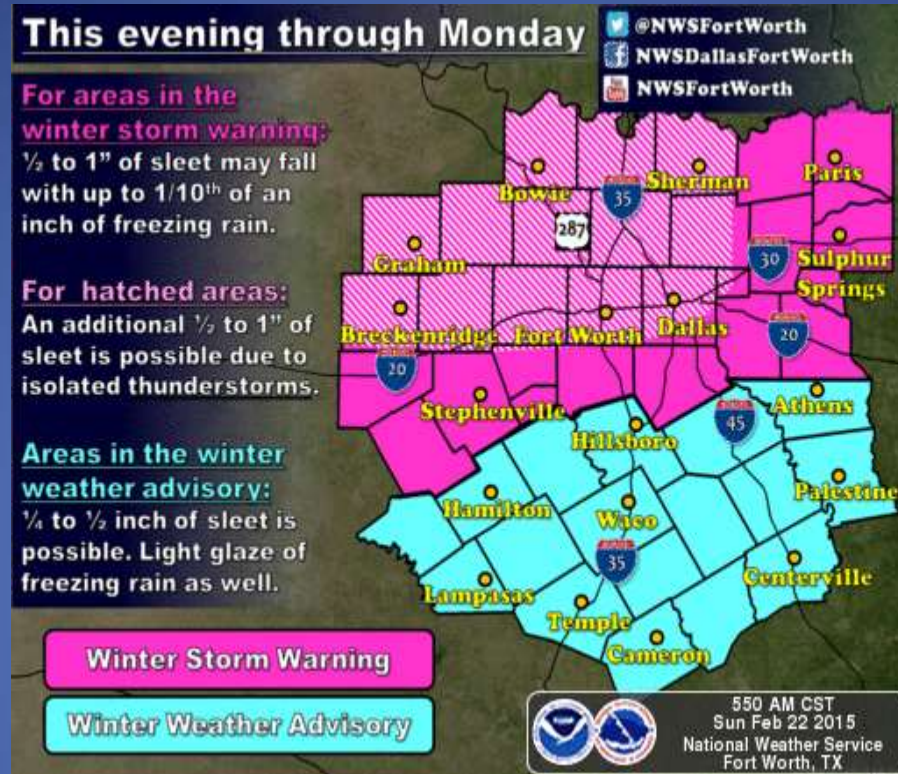 This evening through Monday
@NWSFortWorth
NWSDallasFortWorth
NWSFortWorth
For areas in the
winter storm warning:
½ to 1” of sleet may fall
with up to 1/10th of an
inch of freezing rain.
For hatched areas:
An additional ½ to 1” of
sleet is possible due to
isolated thunderstorms.
Areas in the winter
weather advisory:
¼ to ½ inch of sleet is
possible. Light glaze of
freezing rain as well.
Bowie
Sherman
Paris
35
287
Graham
30
Sulphur
Springs
Breckenridge
Fort Worth
Dallas
20
20
Stephenville
Athens
45
Hillsboro
Hamilton
Waco
Palestine
35
Lampasas
Centerville
Temple
Cameron
Winter Storm Warning
Winter Weather Advisory
550 AM CST
Sun Feb 22 2015
National Weather Service
Fort Worth, TX